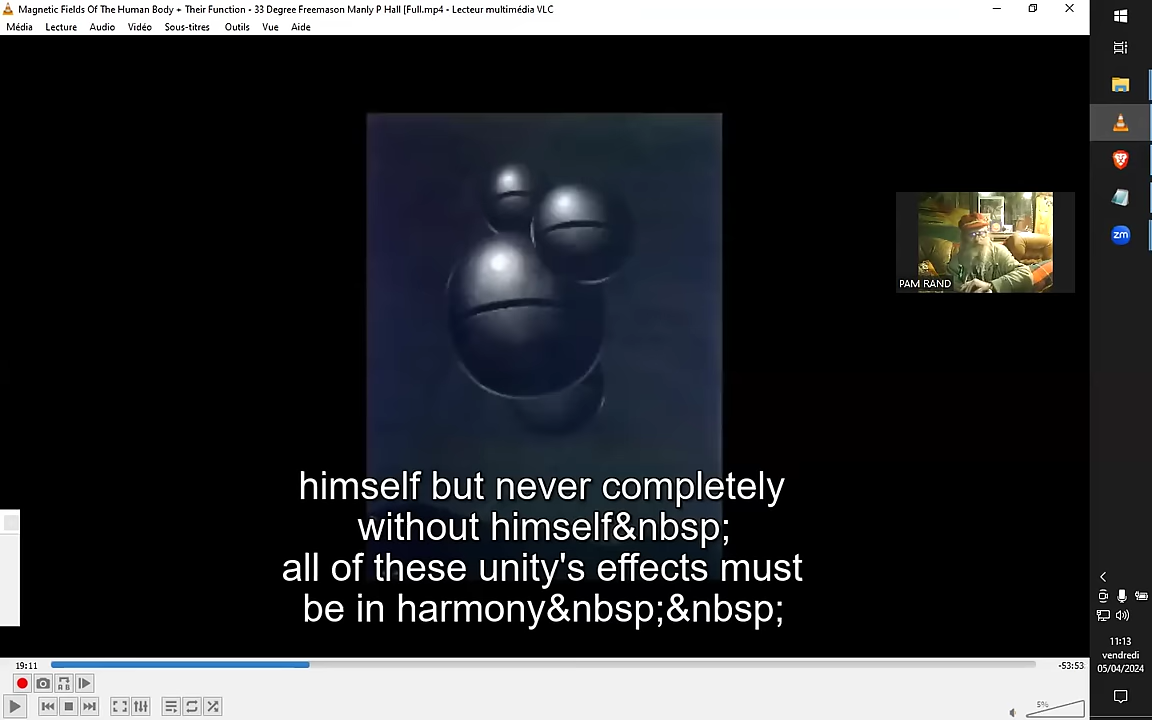 Magnetic Fields Of The Human Body + Their Function - 33 Degree Freemason Manly P Hall [Full.mp4 - Lecteur multimédia VLC
Média Lecture Audio Vidéo Sous-titres Outils Vue Aide
PAM RAND
zm
himself but never completely
without himself&nbsp;
all of these unity's effects must
be in harmony&nbsp;&nbsp;
19:11
-53:53
5%
11:13
vendredi
05/04/2024